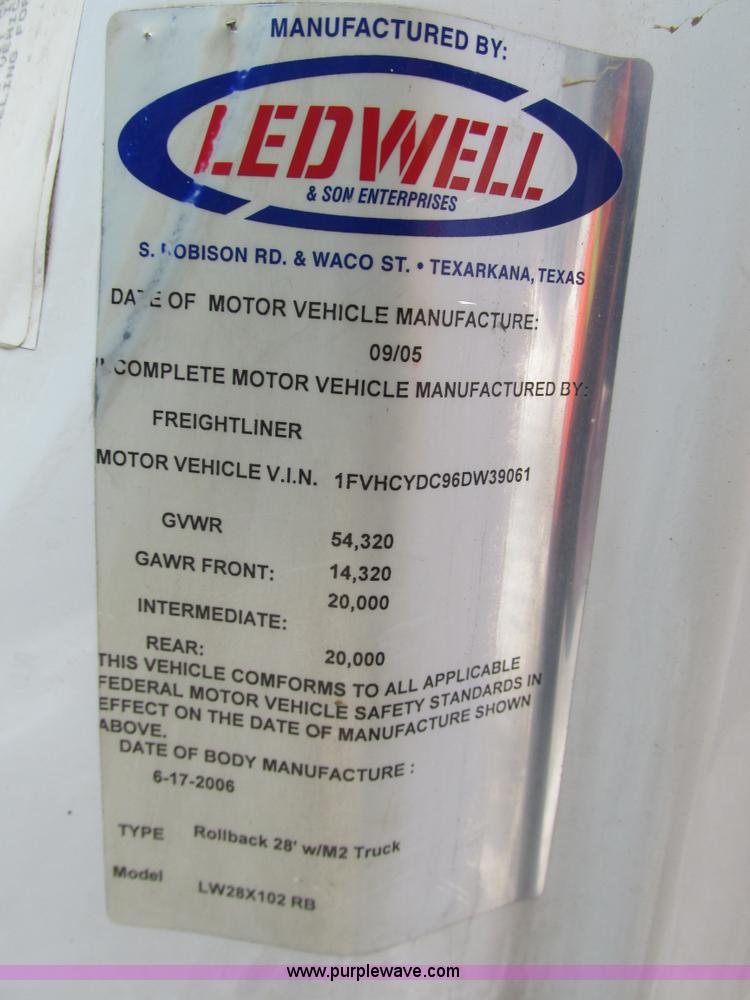 MANUFACTURED BY:
LEDWELL
& SON ENTERPRISES
S. ROBISON RD. & WACO ST. • TEXARKANA, TEXAS
DATE OF MOTOR VEHICLE MANUFACTURE:
09/05
INCOMPLETE MOTOR VEHICLE MANUFACTURED BY:
FREIGHTLINER
MOTOR VEHICLE V.I.N. 1FVHCYDC96DW39061
GVWR 54,320
GAWR FRONT: 14,320
INTERMEDIATE: 20,000
REAR: 20,000
THIS VEHICLE COMFORMS TO ALL APPLICABLE
FEDERAL MOTOR VEHICLE SAFETY STANDARDS IN
EFFECT ON THE DATE OF MANUFACTURE SHOWN
ABOVE.
DATE OF BODY MANUFACTURE :
6-17-2006
TYPE Rollback 28' w/M2 Truck
Model LW28X102 RB
www.purplewave.com